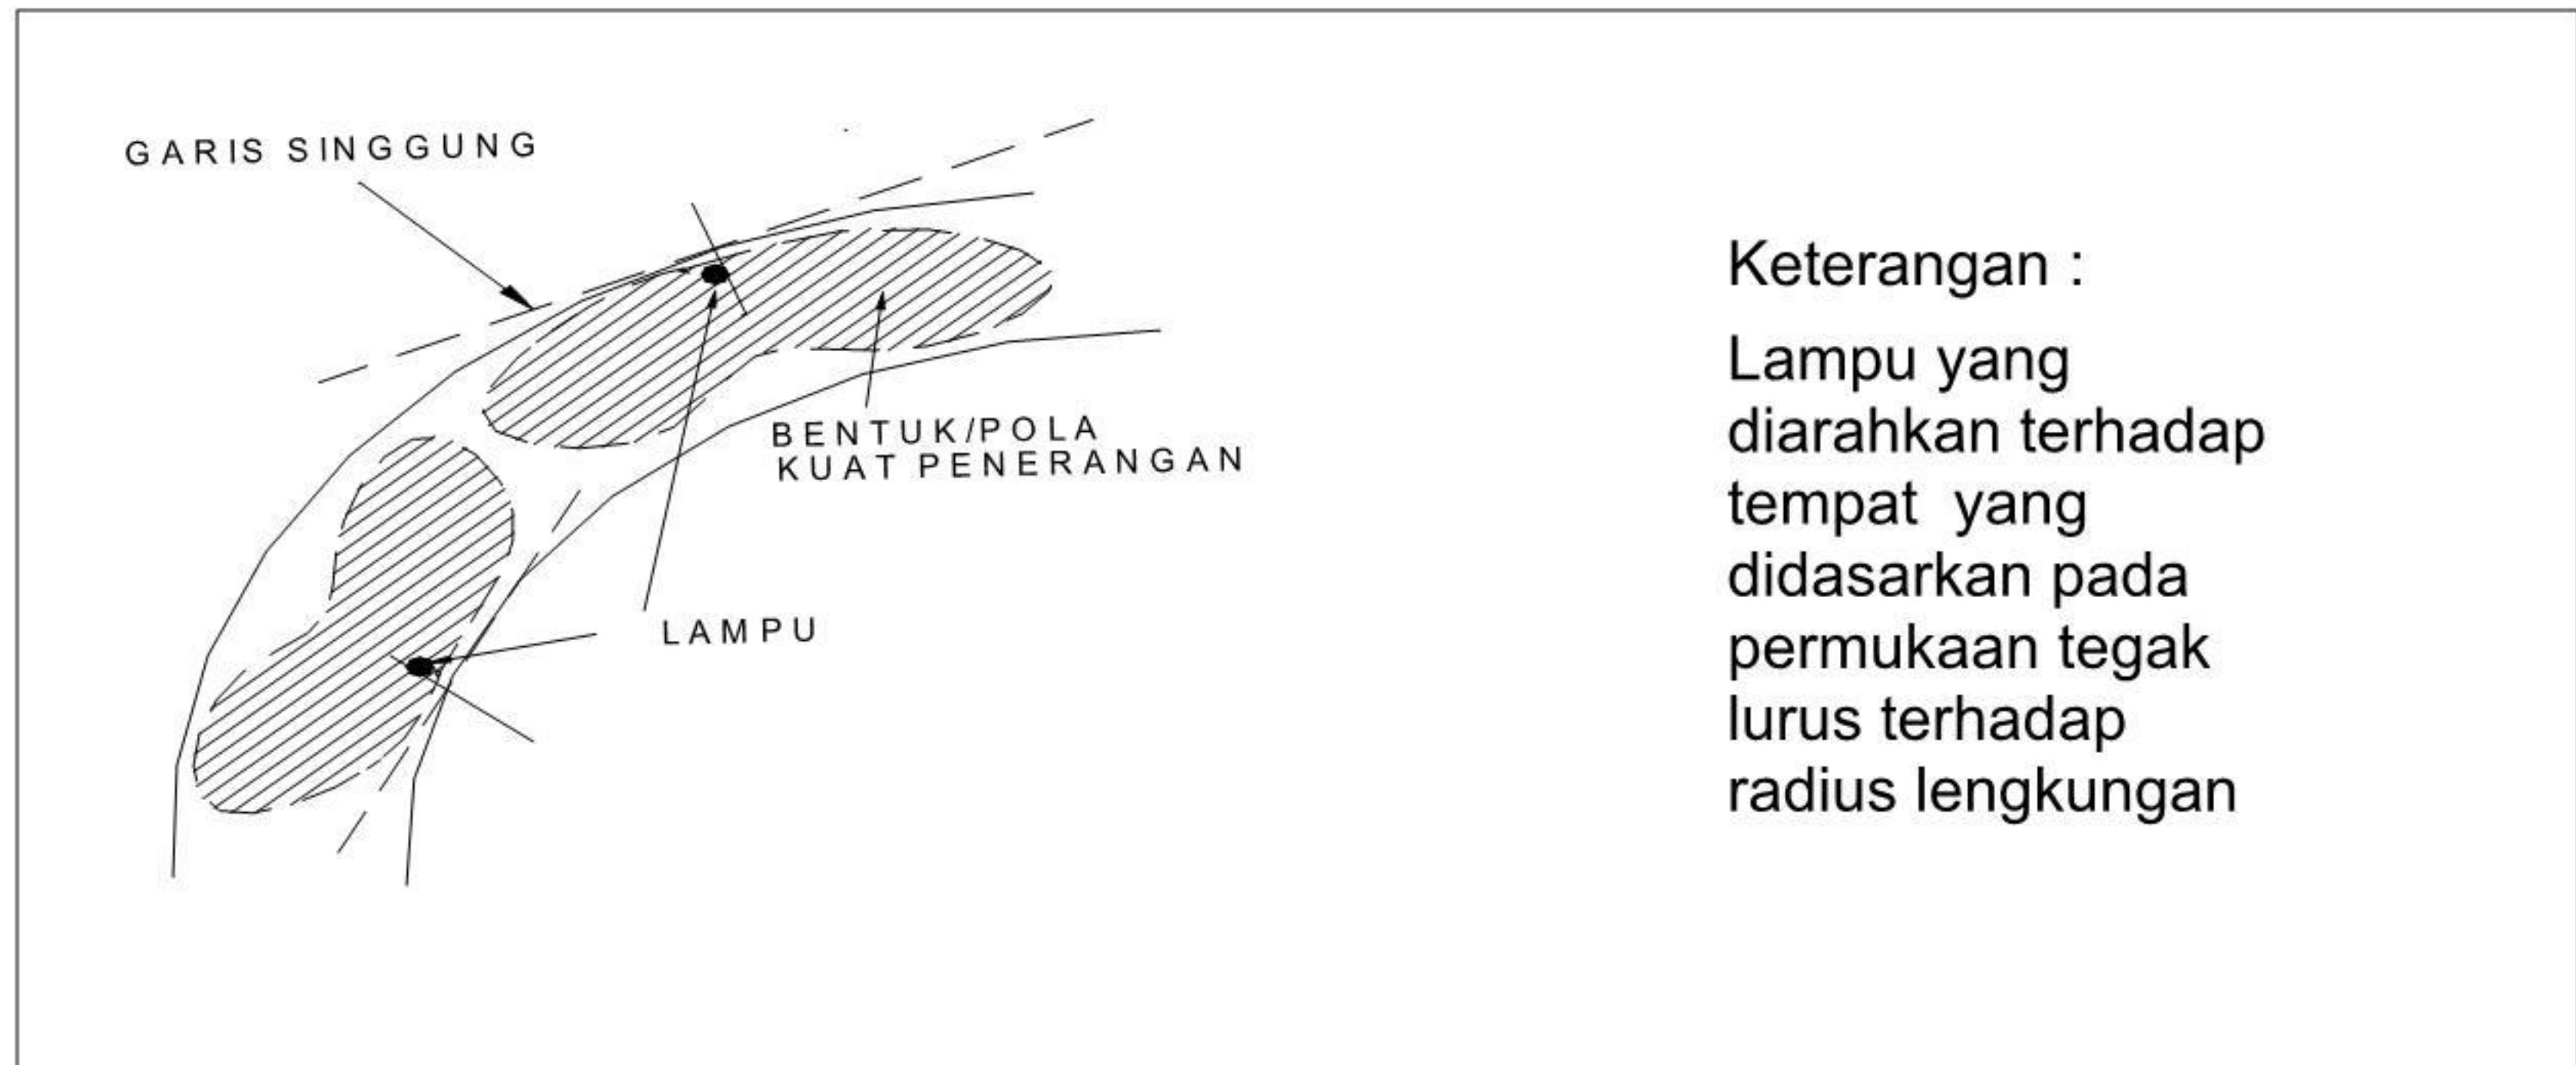 GARIS SINGGUNG
BENTUK/POLA
KUAT PENERANGAN
LAMPU
Keterangan :
Lampu yang
diarahkan terhadap
tempat yang
didasarkan pada
permukaan tegak
lurus terhadap
radius lengkungan